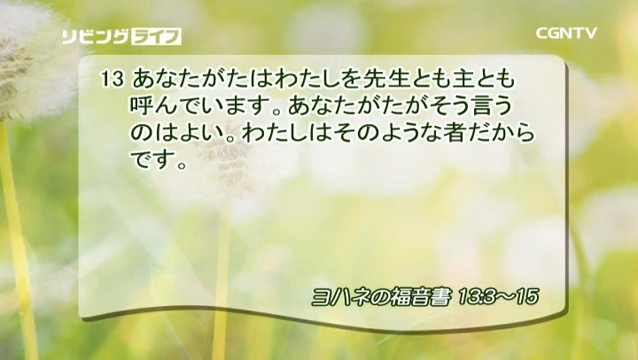 リビングライフ
CGNTV
13 あなたがたはわたしを先生とも主とも
呼んでいます。あなたがたがそう言う
のはよい。わたしはそのような者だから
です。
ヨハネの福音書 13:3～15